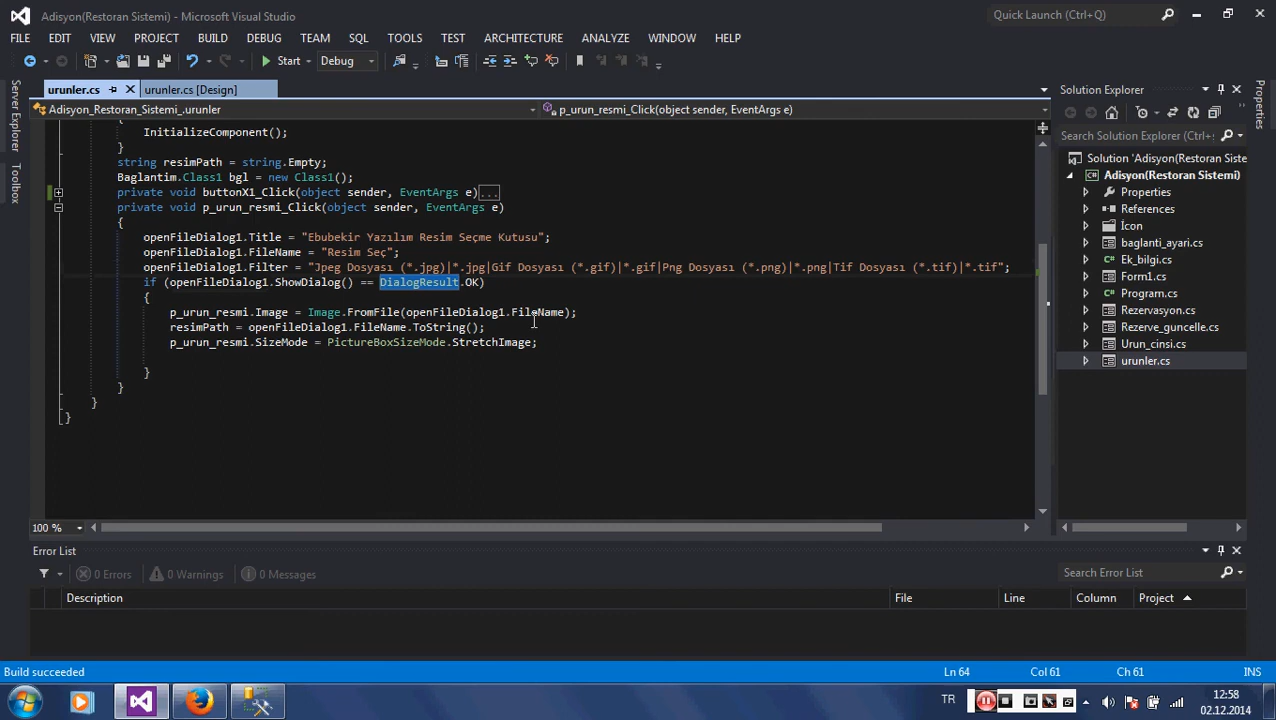 Adisyon(Restoran Sistemi) - Microsoft Visual Studio
Quick Launch (Ctrl+Q)
FILE EDIT VIEW PROJECT BUILD DEBUG TEAM SQL TOOLS TEST ARCHITECTURE ANALYZE WINDOW HELP
Start Debug
urunler.cs urunler.cs [Design]
Adisyon_Restoran_Sistemi_.urunler p_urun_resmi_Click(object sender, EventArgs e)
Server Explorer
Toolbox
{
InitializeComponent();
}
string resimPath = string.Empty;
Baglantim.Class1 bgl = new Class1();
private void buttonX1_Click(object sender, EventArgs e)...
private void p_urun_resmi_Click(object sender, EventArgs e)
{
openFileDialog1.Title = "Ebubekir Yazılım Resim Seçme Kutusu";
openFileDialog1.FileName = "Resim Seç";
openFileDialog1.Filter = "Jpeg Dosyası (*.jpg)|*.jpg|Gif Dosyası (*.gif)|*.gif|Png Dosyası (*.png)|*.png|Tif Dosyası (*.tif)|*.tif";
if (openFileDialog1.ShowDialog() == DialogResult.OK)
{
p_urun_resmi.Image = Image.FromFile(openFileDialog1.FileName);
resimPath = openFileDialog1.FileName.ToString();
p_urun_resmi.SizeMode = PictureBoxSizeMode.StretchImage;
}
}
}
}
100 %
Solution Explorer
Search Solution Explorer (Ctrl+;
Solution 'Adisyon(Restoran Siste
Adisyon(Restoran Sistemi)
Properties
References
İcon
baglanti_ayari.cs
Ek_bilgi.cs
Form1.cs
Program.cs
Rezervasyon.cs
Rezerve_guncelle.cs
Urun_cinsi.cs
urunler.cs
Properties
Error List
0 Errors 0 Warnings 0 Messages
Search Error List
Description File Line Column Project
Build succeeded Ln 64 Col 61 Ch 61 INS
TR
12:58
02.12.2014